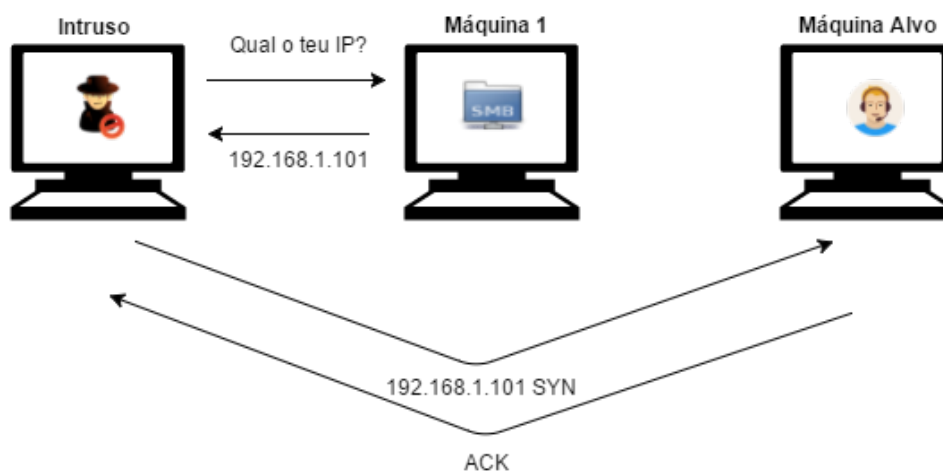 Intruso
Máquina 1
Máquina Alvo
Qual o teu IP?
SMB
192.168.1.101
192.168.1.101 SYN
ACK